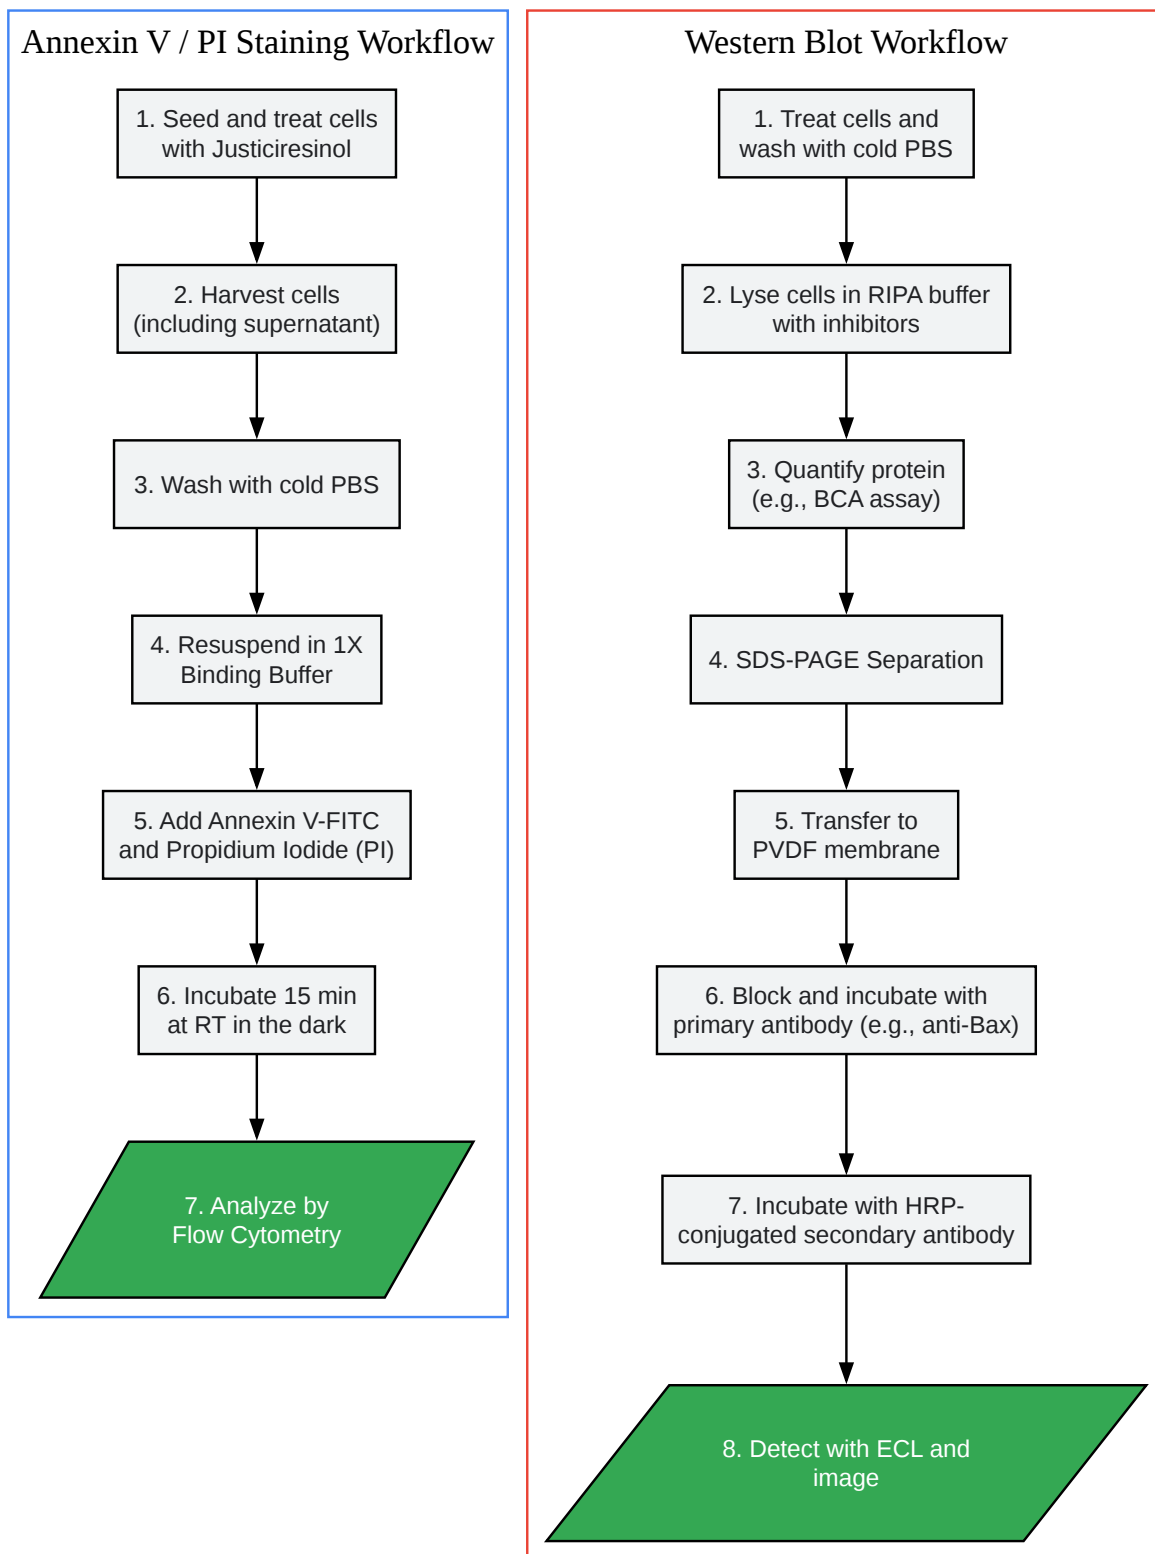 Annexin V / PI Staining Workflow
1. Seed and treat cells
with Justiciresinol
2. Harvest cells
(including supernatant)
3. Wash with cold PBS
4. Resuspend in 1X
Binding Buffer
5. Add Annexin V-FITC
and Propidium Iodide (PI)
6. Incubate 15 min
at RT in the dark
7. Analyze by
Flow Cytometry
Western Blot Workflow
1. Treat cells and
wash with cold PBS
2. Lyse cells in RIPA buffer
with inhibitors
3. Quantify protein
(e.g., BCA assay)
4. SDS-PAGE Separation
5. Transfer to
PVDF membrane
6. Block and incubate with
primary antibody (e.g., anti-Bax)
7. Incubate with HRP-
conjugated secondary antibody
8. Detect with ECL and
image